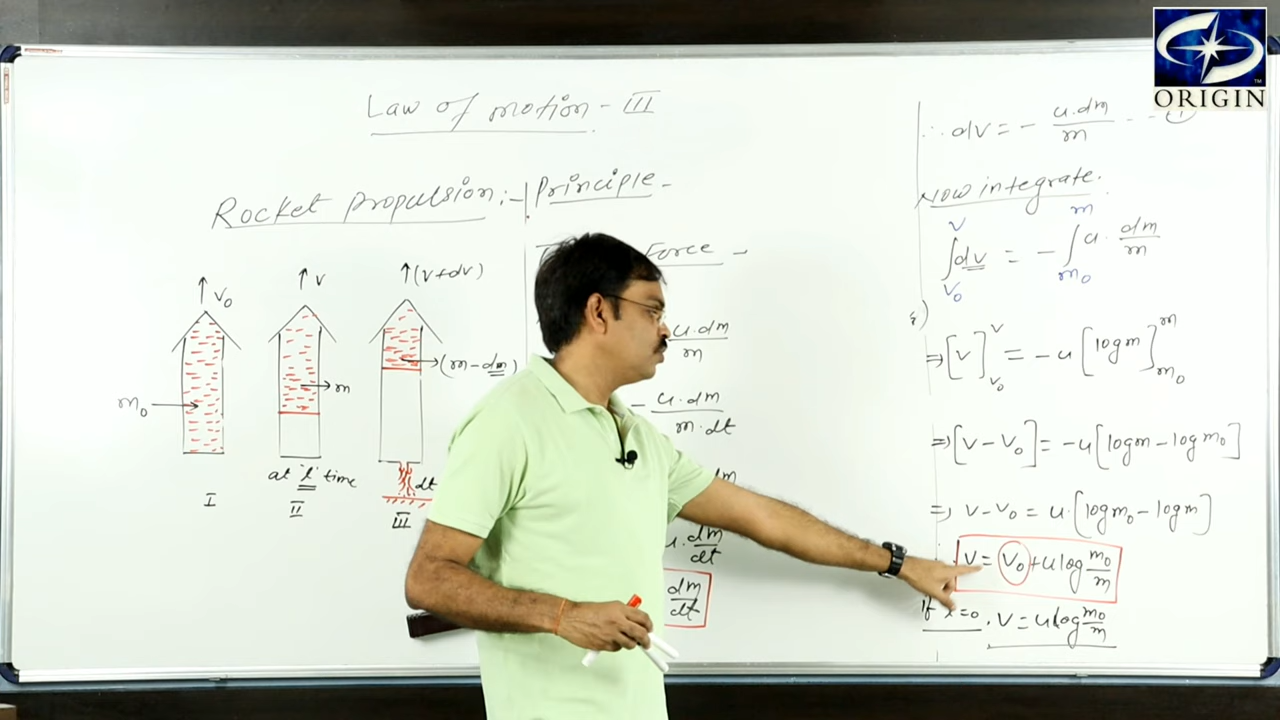 ORIGIN
Law of motion - III
Rocket Propulsion :-
Principle -
Force -
V₀
V
(V+dv)
m₀
m
(m-dm)
at 't' time
dt
I
II
III
u.dm/m
- u.dm/m.dt
dm
u.dm/dt
dm/dt
∴ dv = - u.dm/m
Now integrate.
∫_{V₀}^{V} dv = - ∫_{m₀}^{m} u. dm/m
⇒ [V]_{V₀}^{V} = -u [log m]_{m₀}^{m}
⇒ [V - V₀] = -u [log m - log m₀]
⇒ V - V₀ = u. [log m₀ - log m]
V = V₀ + u log m₀/m
If =0, V = u log m₀/m